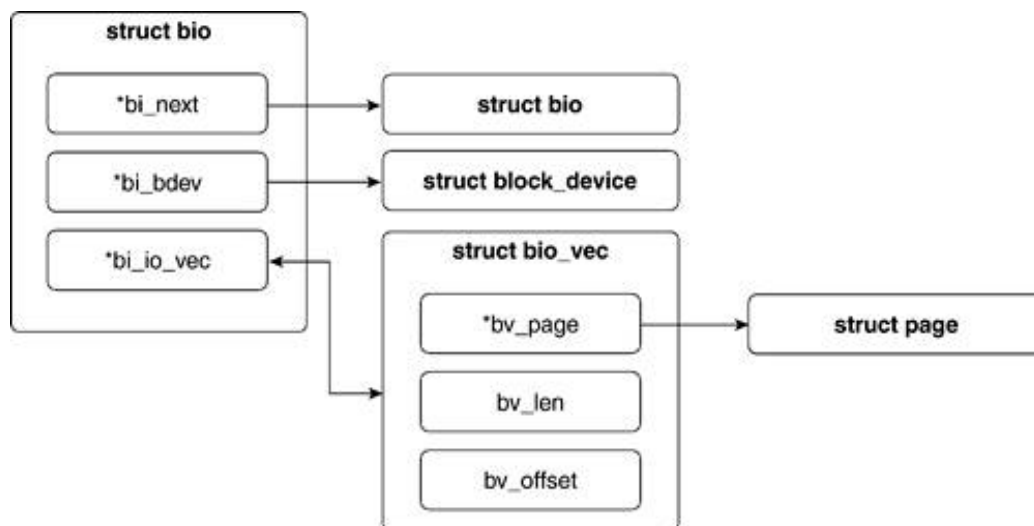 struct bio
*bi_next
struct bio
*bi_bdev
struct block_device
*bi_io_vec
struct bio_vec
*bv_page
struct page
bv_len
bv_offset